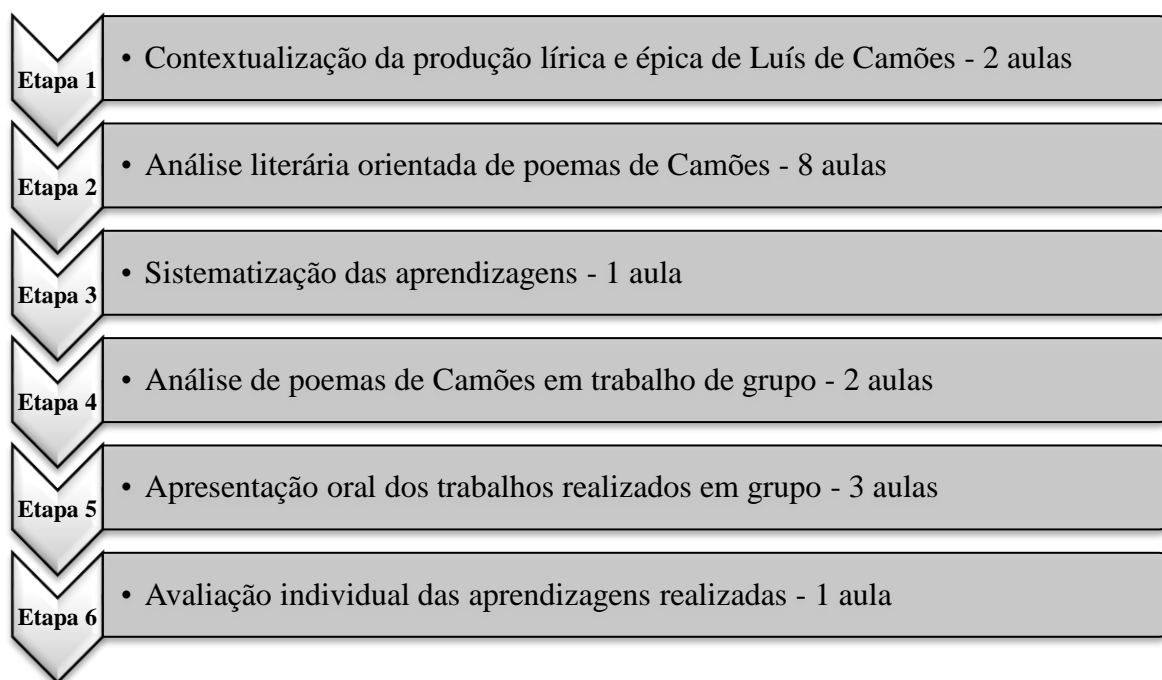 Etapa 1
• Contextualização da produção lírica e épica de Luís de Camões - 2 aulas
Etapa 2
• Análise literária orientada de poemas de Camões - 8 aulas
Etapa 3
• Sistematização das aprendizagens - 1 aula
Etapa 4
• Análise de poemas de Camões em trabalho de grupo - 2 aulas
Etapa 5
• Apresentação oral dos trabalhos realizados em grupo - 3 aulas
Etapa 6
• Avaliação individual das aprendizagens realizadas - 1 aula